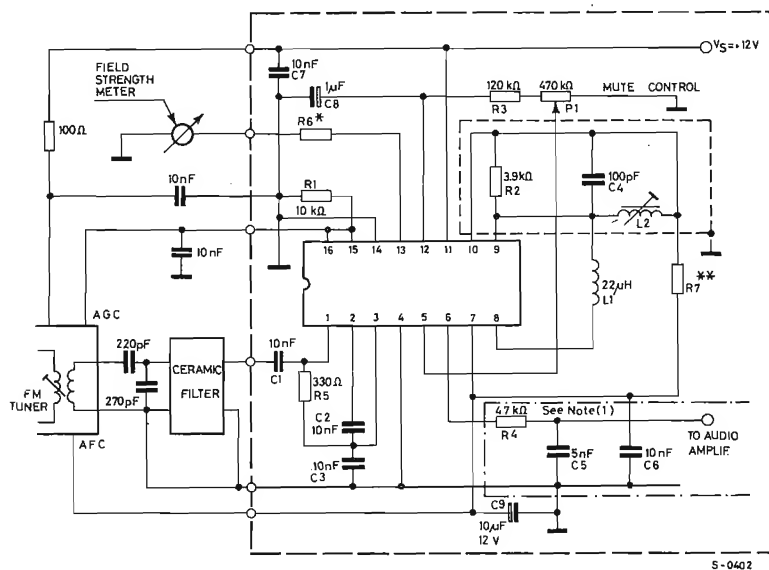 Vs=+12V
10nF
C7
FIELD
STRENGTH
METER
1µF
C8
120 kΩ
R3
470kΩ
P1
MUTE CONTROL
R6*
100Ω
10nF
R1
10 kΩ
3.9kΩ
R2
100pF
C4
L2
10nF
16 15 14 13 12 11 10 9
1 2 3 4 5 6 7 8
22µH
L1
R7
**
AGC
220pF
270pF
FM
TUNER
AFC
CERAMIC
FILTER
10nF
C1
330Ω
R5
C2
10nF
10nF
C3
4.7kΩ
R4
See Note(1)
5nF
C5
10nF
C6
TO AUDIO
AMPLIF.
C9
10µF
12 V
S-0402